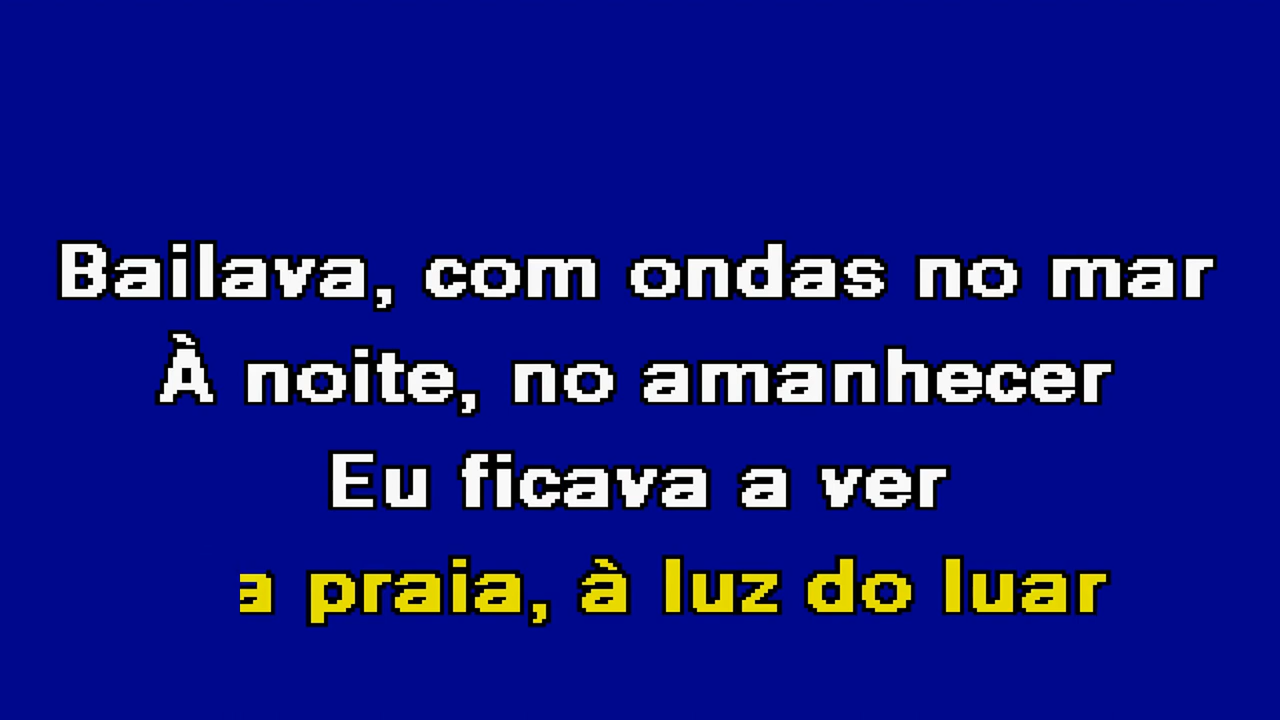 Bailava, com ondas no mar
À noite, no amanhecer
Eu ficava a ver
a praia, à luz do luar